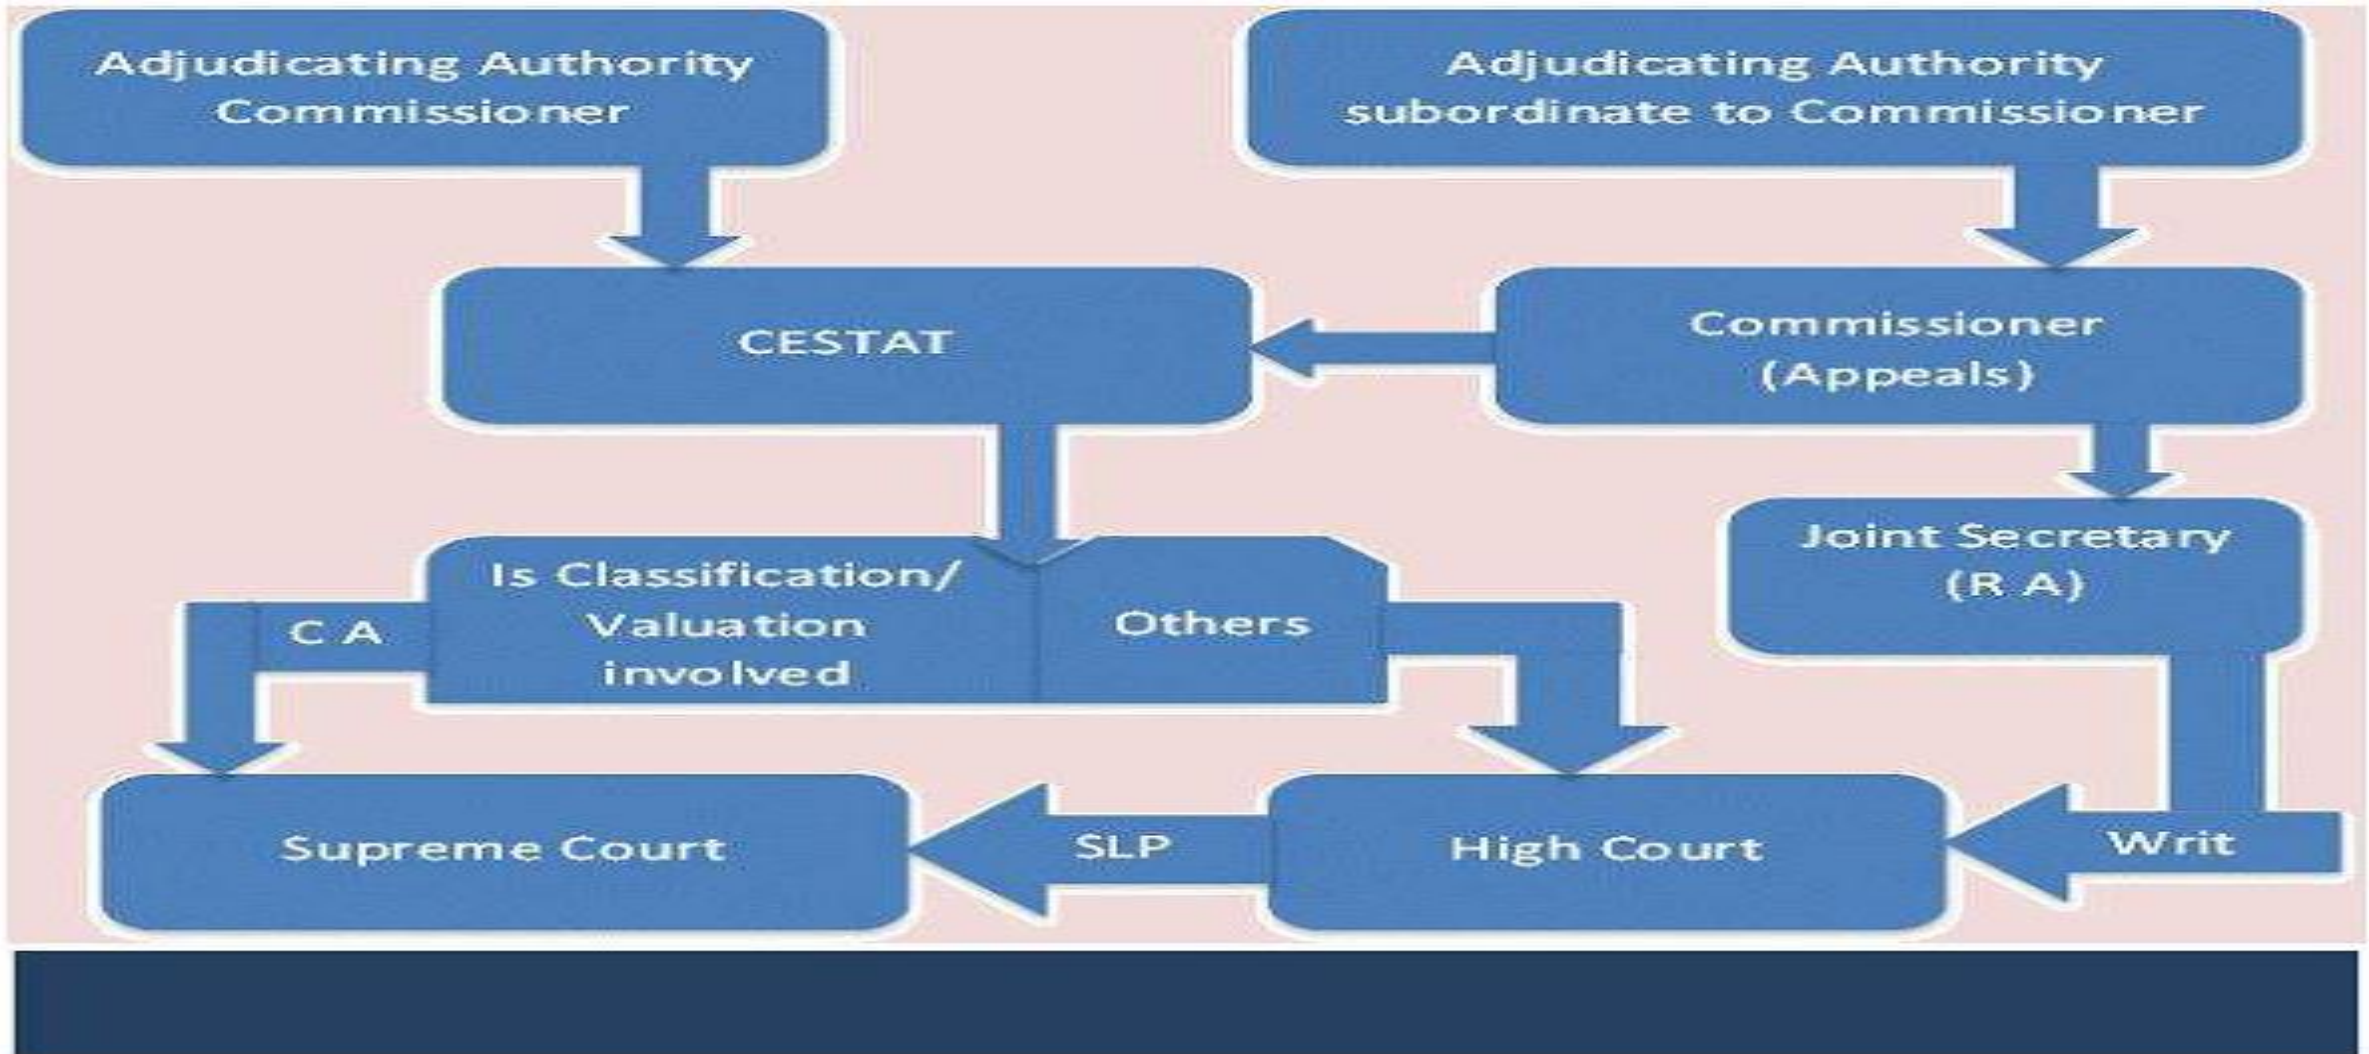 Adjudicating Authority
Commissioner
Adjudicating Authority
subordinate to Commissioner
CESTAT
Commissioner
(Appeals)
Joint Secretary
(R A)
Is Classification/
Valuation
involved
Others
C A
Supreme Court
SLP
High Court
Writ